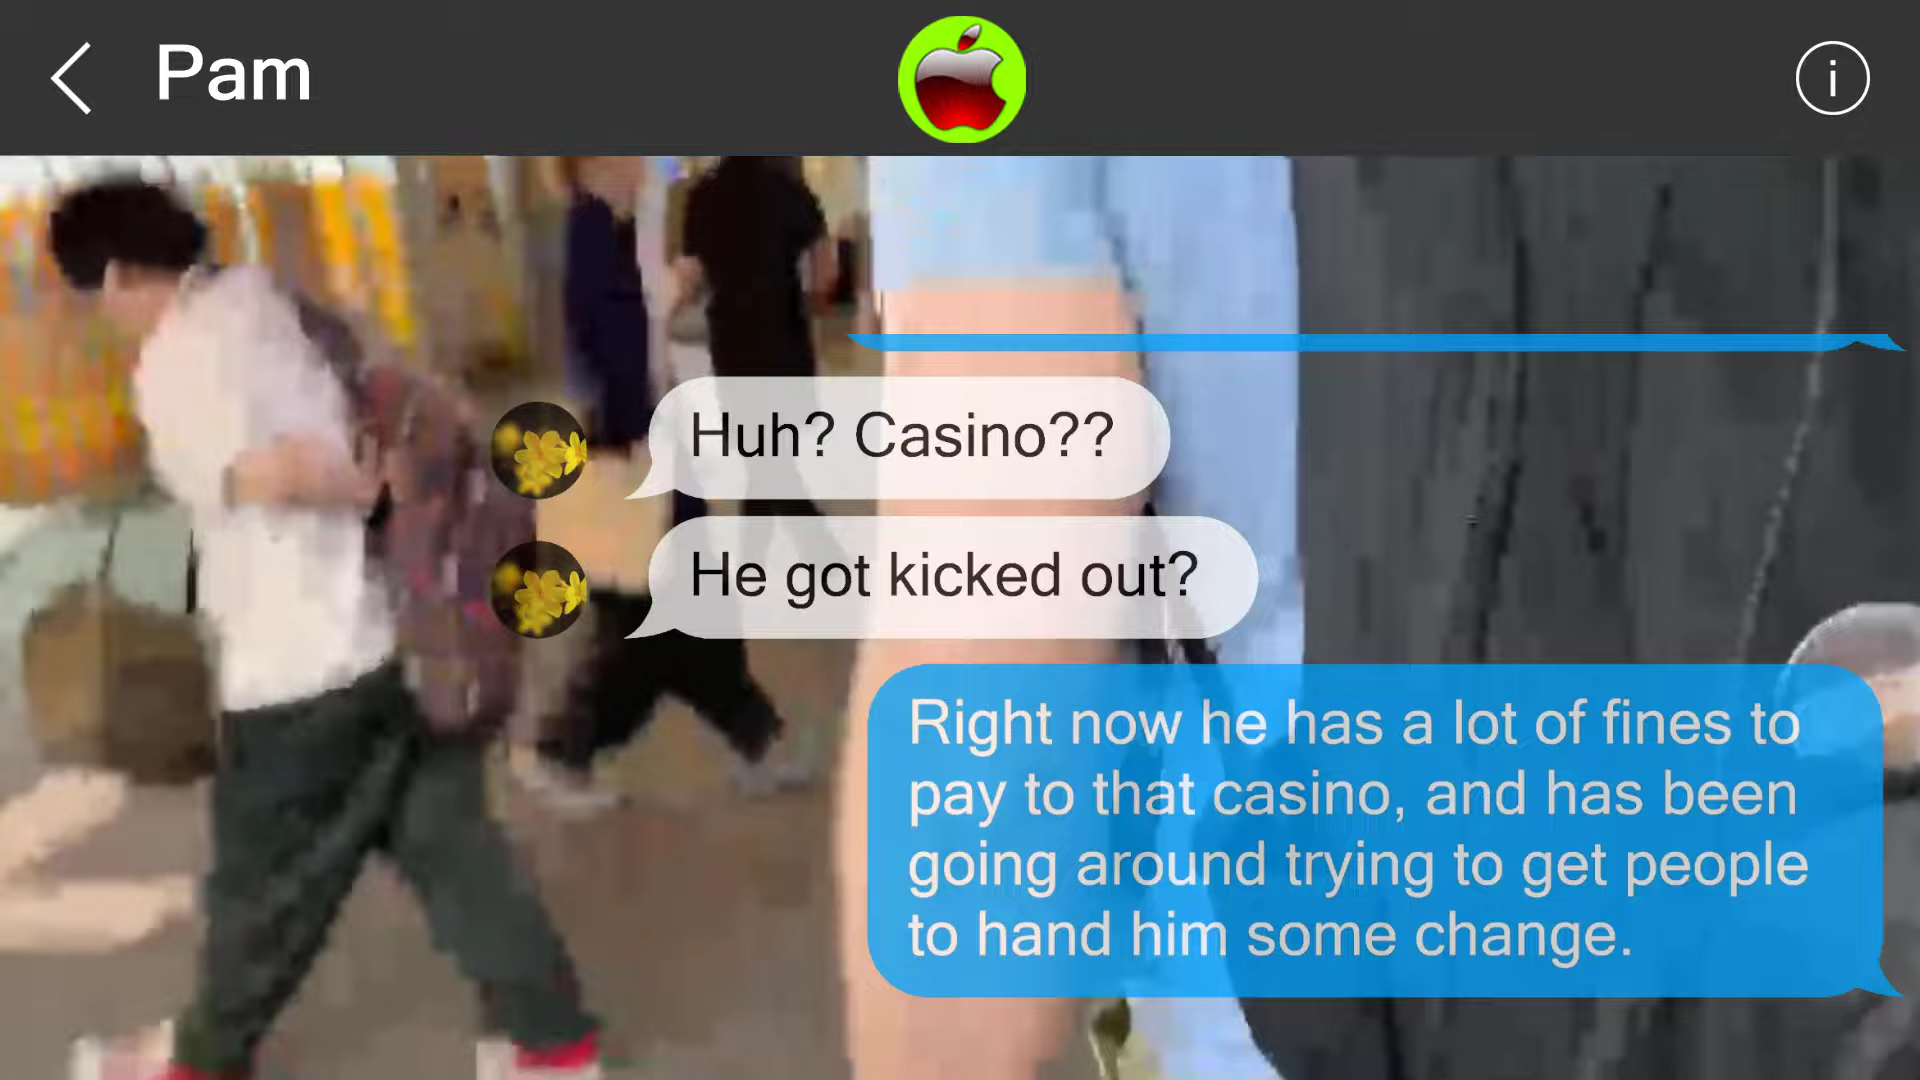 Pam
i
Huh? Casino??
He got kicked out?
Right now he has a lot of fines to
pay to that casino, and has been
going around trying to get people
to hand him some change.